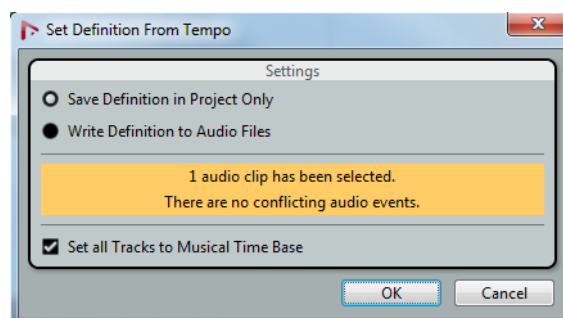 Set Definition From Tempo
Settings
Save Definition in Project Only
Write Definition to Audio Files
1 audio clip has been selected.
There are no conflicting audio events.
Set all Tracks to Musical Time Base
OK Cancel